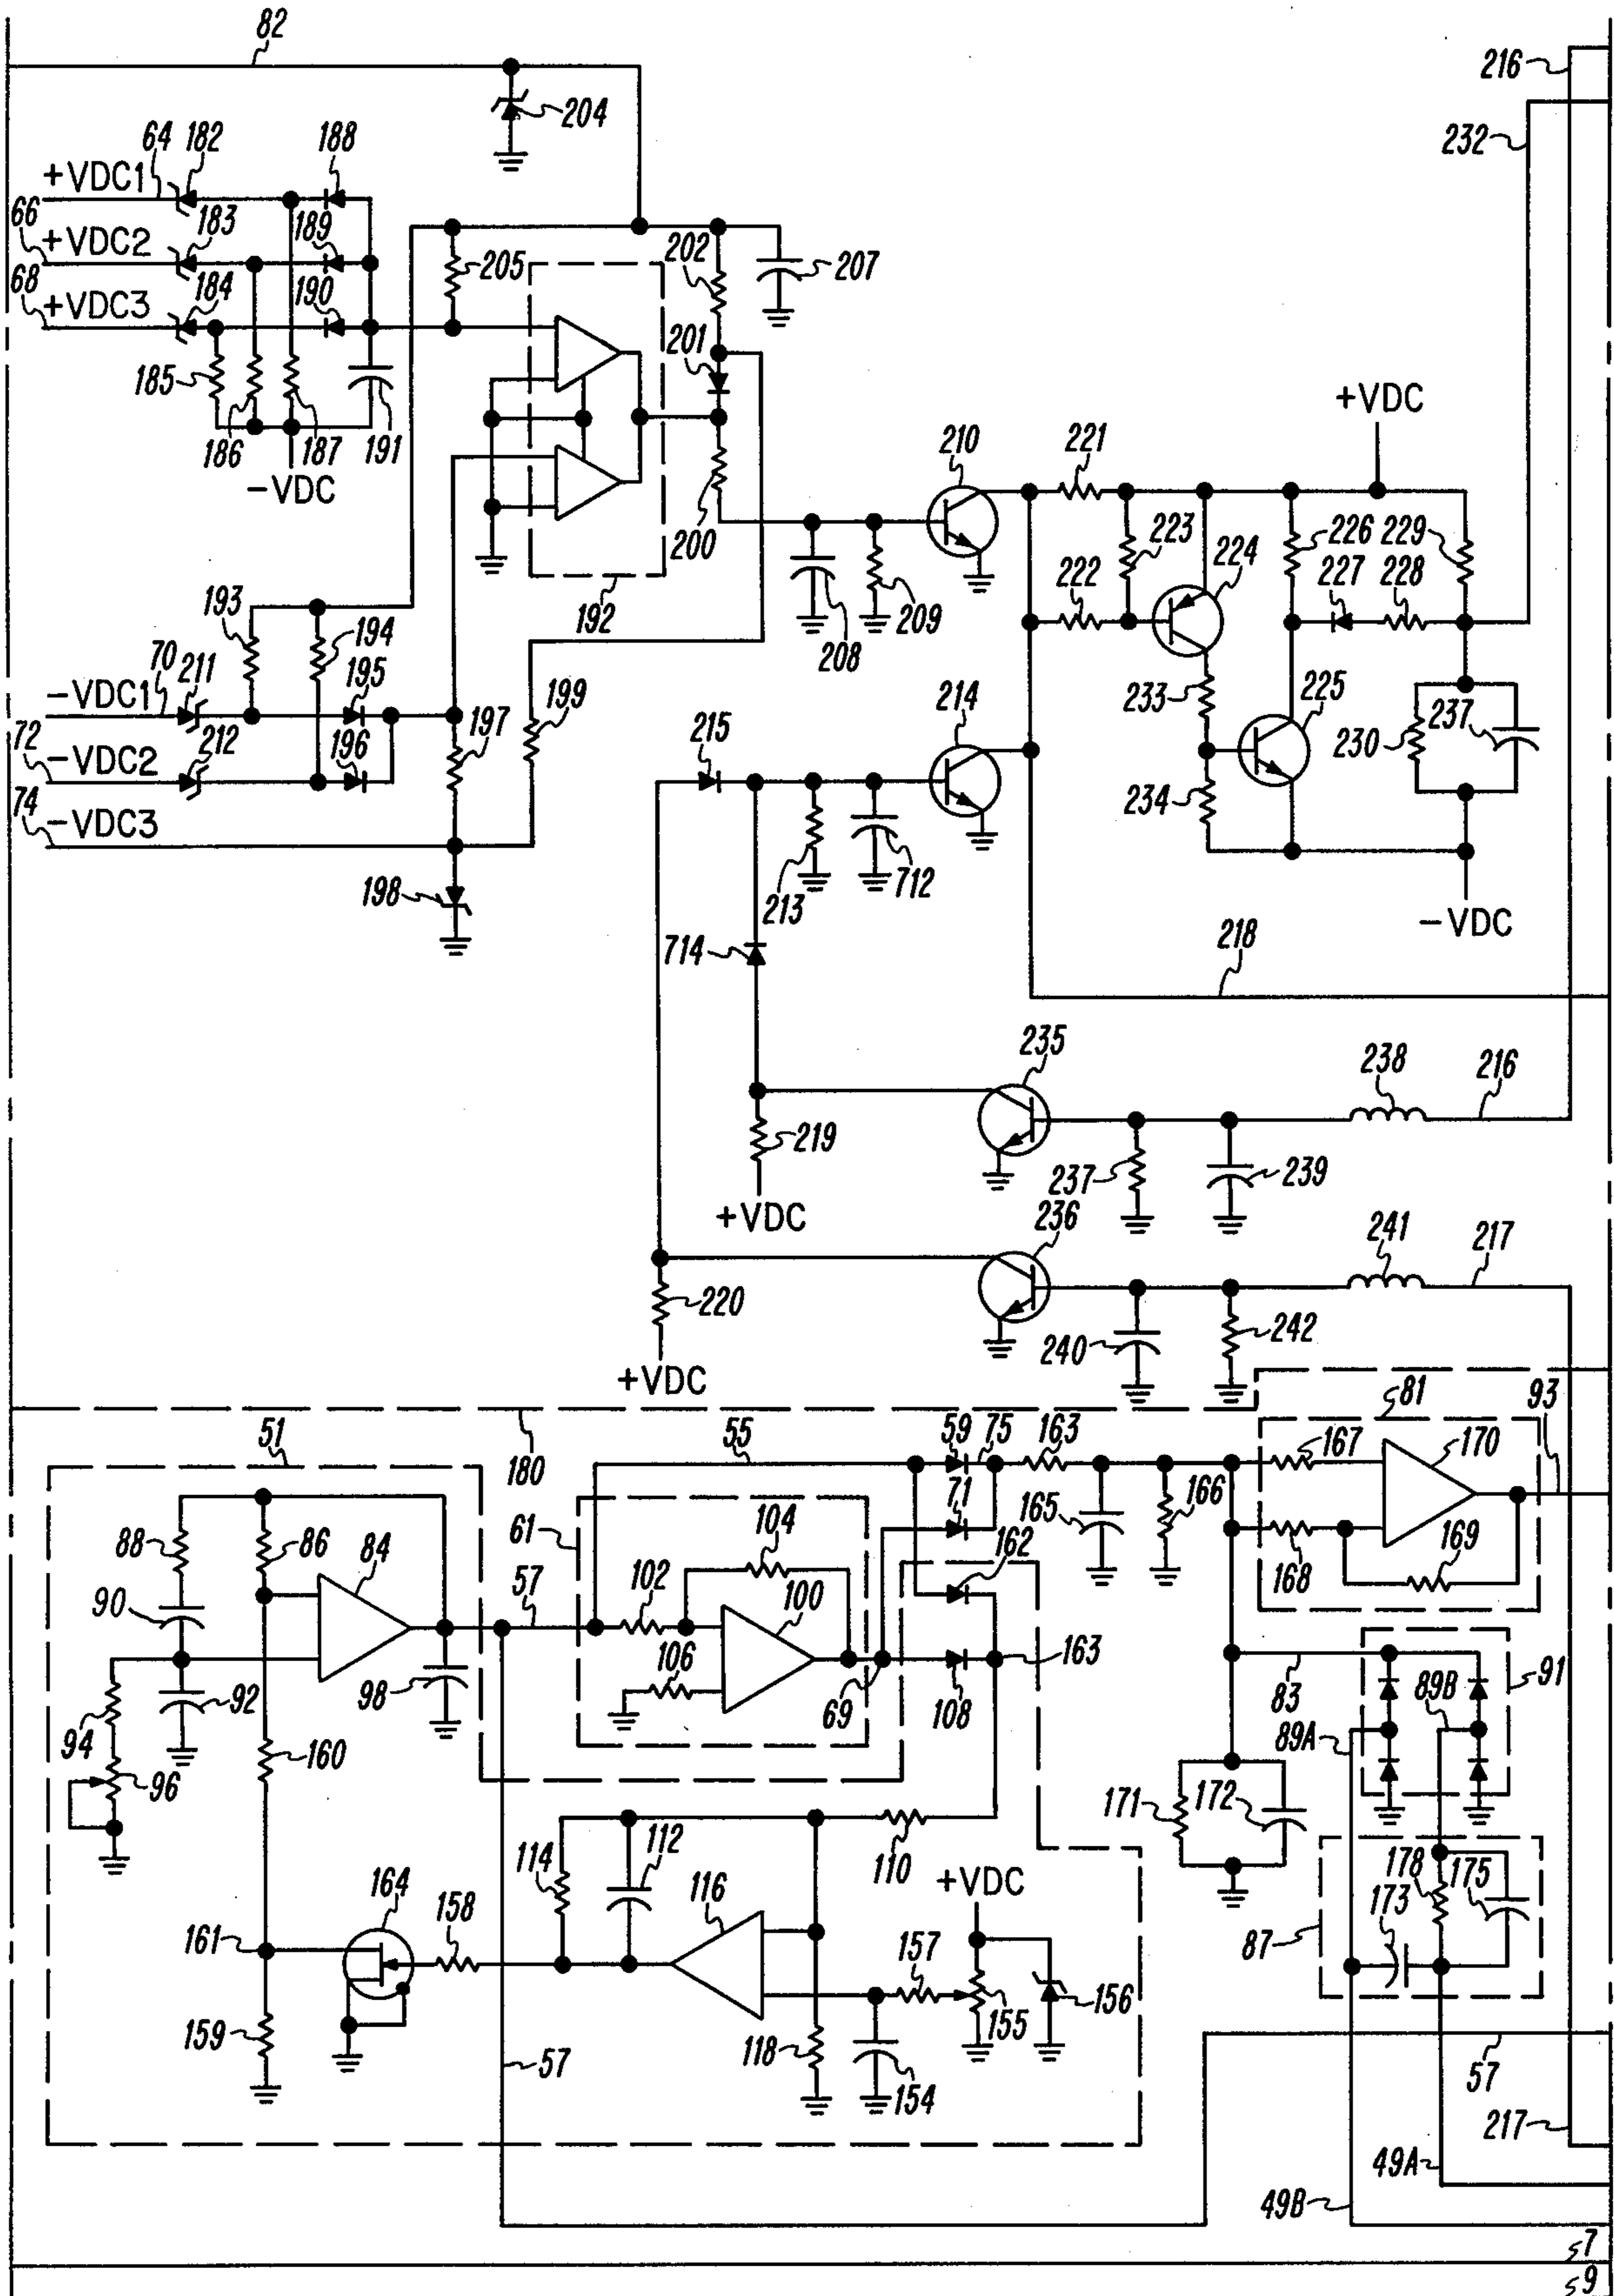 82
216
204
232
64 182 188
+VDC1
66 183
+VDC2 189
68 184
+VDC3 190
205 202 207
201
185
186 187 191
-VDC
+VDC
210 221
200 223 224 226 229
222 227 228
192 208 209
193 194
70 211 195
-VDC1
72 212
-VDC2 196
74
-VDC3
197 199
215 214 233 225
230 237
234
198
213 712
714
-VDC
218
235 238 216
219
237 239
+VDC
236 241 217
220
240 242
+VDC
51 180 55 59 75 163 81 93
167 170
71
88 86 84 61 104 165 166
162 168 169
90 57 102 100
106 163
94 92 98 69 108 83 89B 91
89A
96 160
171 172
114 112 110
116 +VDC
164 158 178 175
173
161 157 87
155 156
159 118 154
57 57
217
49A
49B
7
9